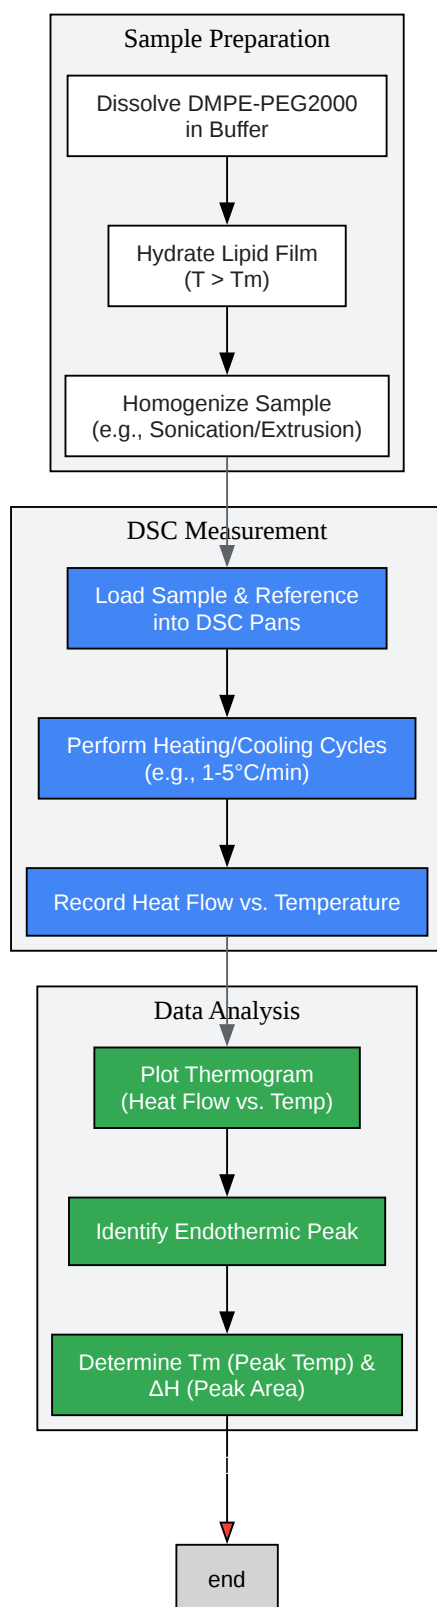 Sample Preparation
Dissolve DMPE-PEG2000
in Buffer
Hydrate Lipid Film
(T > Tm)
Homogenize Sample
(e.g., Sonication/Extrusion)
DSC Measurement
Load Sample & Reference
into DSC Pans
Perform Heating/Cooling Cycles
(e.g., 1-5°C/min)
Record Heat Flow vs. Temperature
Data Analysis
Plot Thermogram
(Heat Flow vs. Temp)
Identify Endothermic Peak
Determine Tm (Peak Temp) &
ΔH (Peak Area)
end